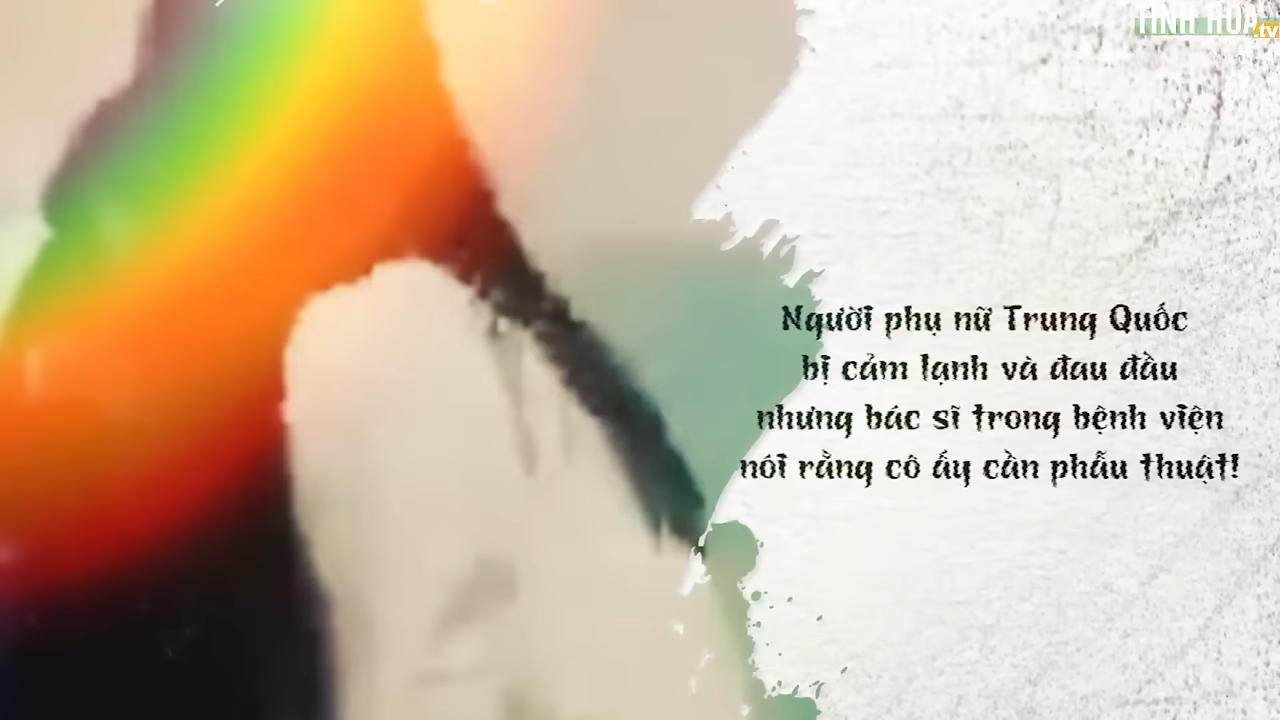 TINH HOA
.tv
Người phụ nữ Trung Quốc
bị cảm lạnh và đau đầu
nhưng bác sĩ trong bệnh viện
nói rằng cô ấy cần phẫu thuật!